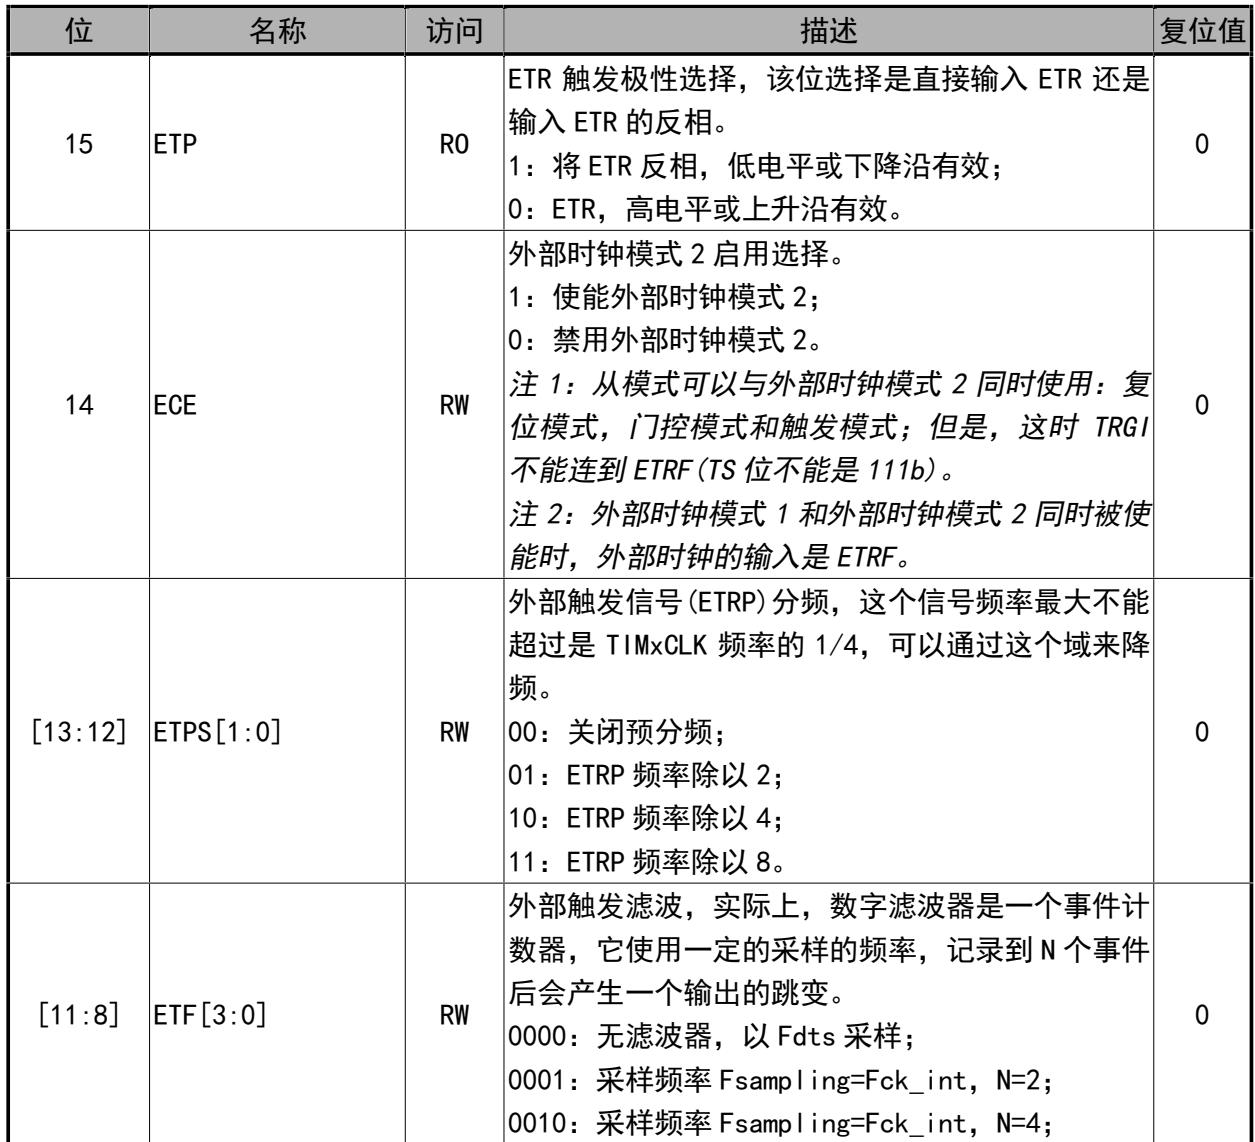 位 名称 访问 描述 复位值
15 ETP RO 0
ETR 触发极性选择，该位选择是直接输入 ETR 还是
输入 ETR 的反相。
1：将 ETR 反相，低电平或下降沿有效；
0：ETR，高电平或上升沿有效。
14 ECE RW 0
外部时钟模式 2 启用选择。
1：使能外部时钟模式 2；
0：禁用外部时钟模式 2。
注 1：从模式可以与外部时钟模式 2 同时使用：复
位模式，门控模式和触发模式；但是，这时 TRGI
不能连到 ETRF(TS 位不能是 111b)。
注 2：外部时钟模式 1 和外部时钟模式 2 同时被使
能时，外部时钟的输入是 ETRF。
[13:12] ETPS[1:0] RW 0
外部触发信号(ETRP)分频，这个信号频率最大不能
超过是 TIMxCLK 频率的 1/4，可以通过这个域来降
频。
00：关闭预分频；
01：ETRP 频率除以 2；
10：ETRP 频率除以 4；
11：ETRP 频率除以 8。
[11:8] ETF[3:0] RW 0
外部触发滤波，实际上，数字滤波器是一个事件计
数器，它使用一定的采样的频率，记录到 N 个事件
后会产生一个输出的跳变。
0000：无滤波器，以 Fdts 采样；
0001：采样频率 Fsampling=Fck_int，N=2；
0010：采样频率 Fsampling=Fck_int，N=4；